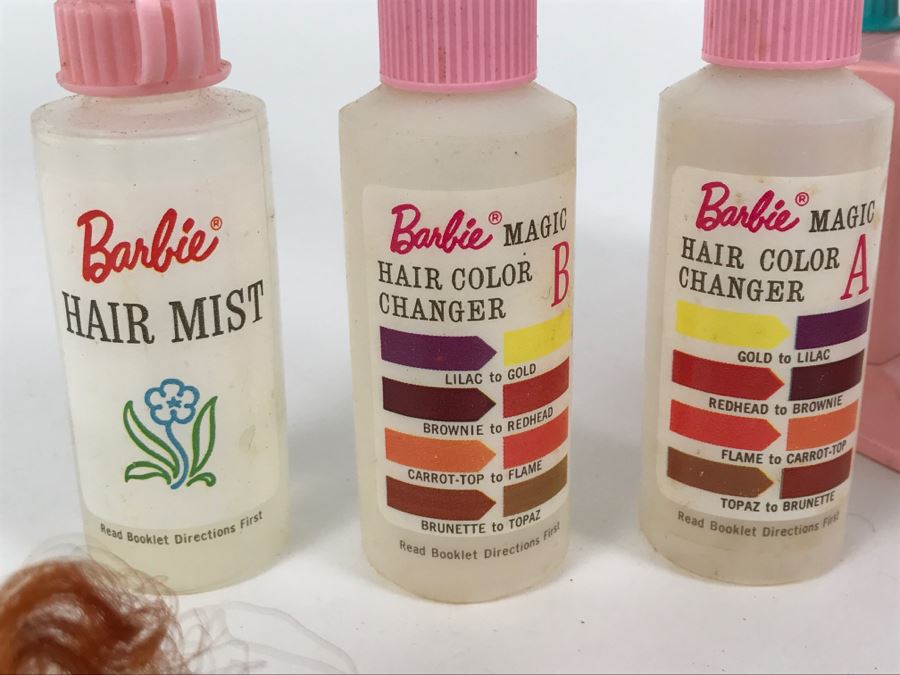 Barbie®
HAIR MIST
Read Booklet Directions First
Barbie® MAGIC
HAIR COLOR B
CHANGER
LILAC to GOLD
BROWNIE to REDHEAD
CARROT-TOP to FLAME
BRUNETTE to TOPAZ
Read Booklet Directions First
Barbie® MAGIC
HAIR COLOR A
CHANGER
GOLD to LILAC
REDHEAD to BROWNIE
FLAME to CARROT-TOP
TOPAZ to BRUNETTE
Read Booklet Directions First